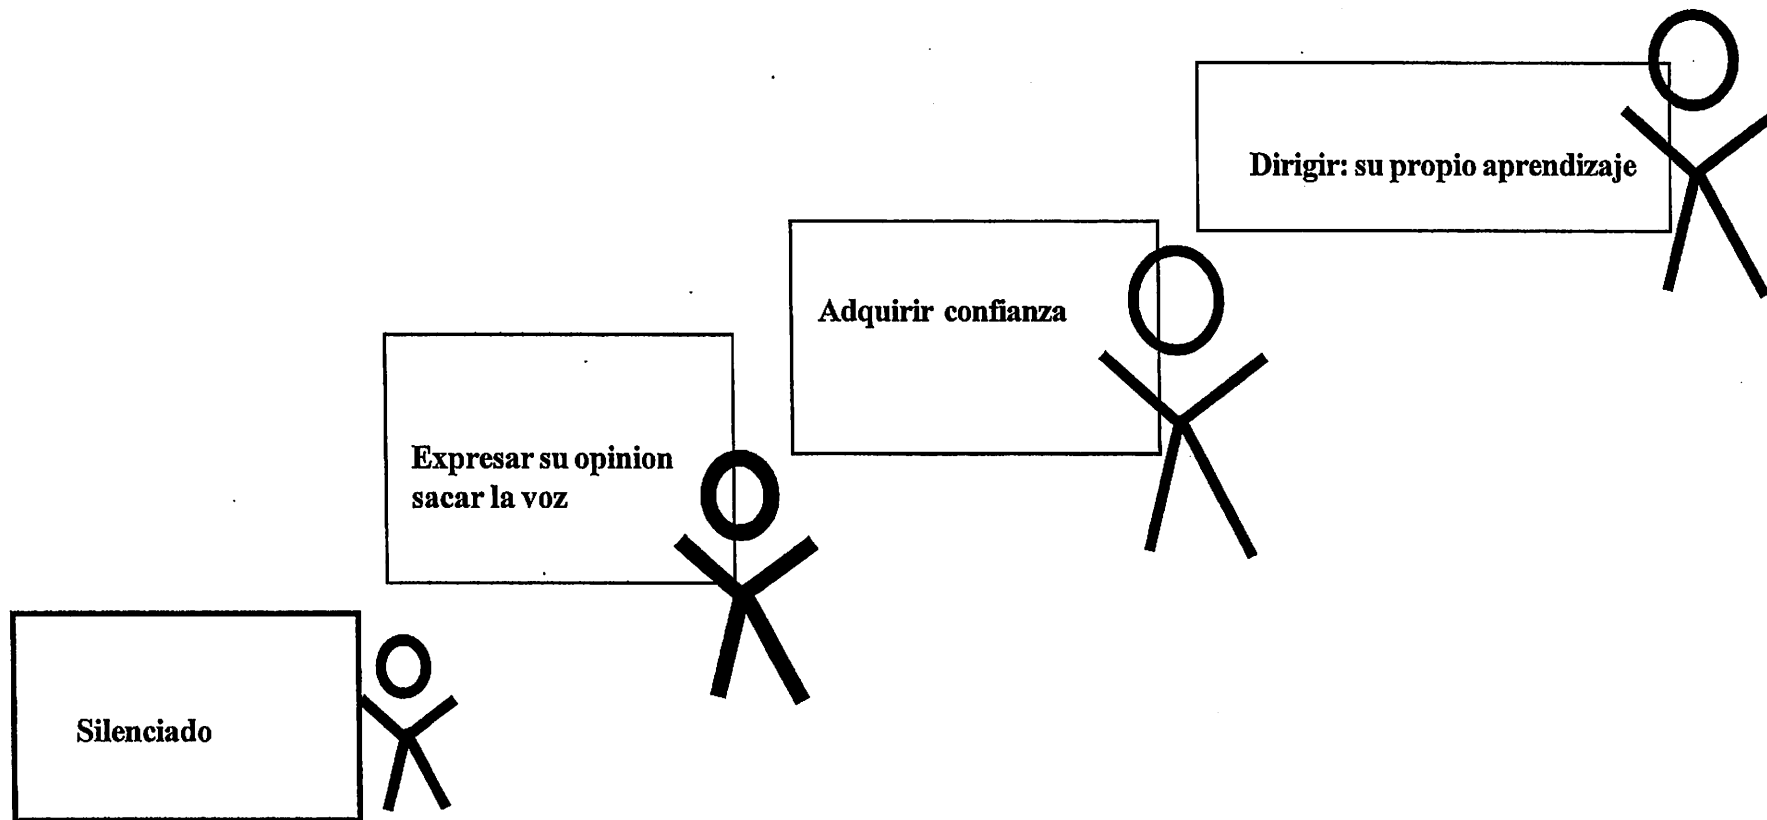 Dirigir: su propio aprendizaje
Adquirir confianza
Expresar su opinion
sacar la voz
Silenciado